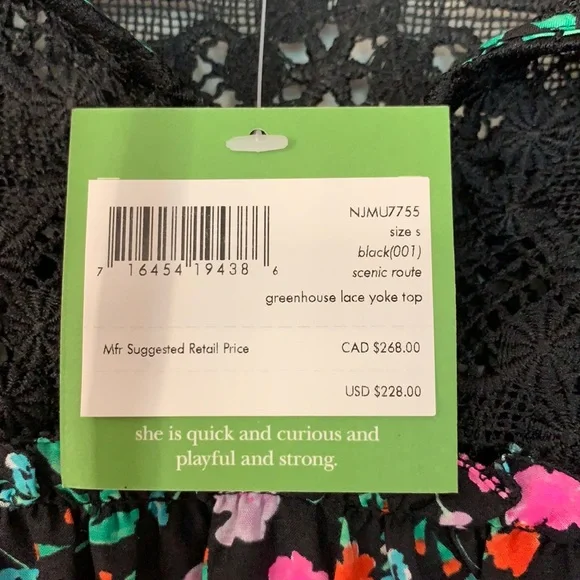 NJMU7755
size s
black(001)
scenic route
greenhouse lace yoke top
7 16454 19438 6
Mfr Suggested Retail Price CAD $268.00
USD $228.00
she is quick and curious and
playful and strong.